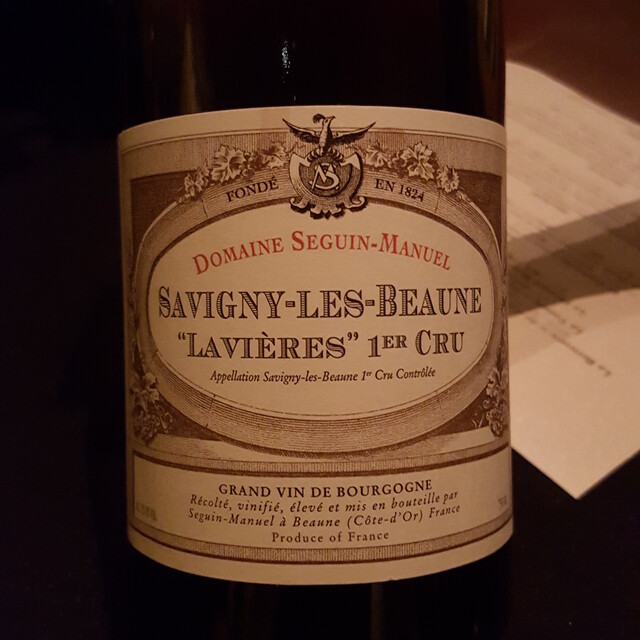 FONDÉ EN 1824
NS
DOMAINE SEGUIN-MANUEL
SAVIGNY-LES-BEAUNE
"LAVIÈRES" 1ER CRU
Appellation Savigny-les-Beaune 1er Cru Contrôlée
GRAND VIN DE BOURGOGNE
Récolté, vinifié, élevé et mis en bouteille par
Seguin-Manuel à Beaune (Côte-d'Or) France
Produce of France